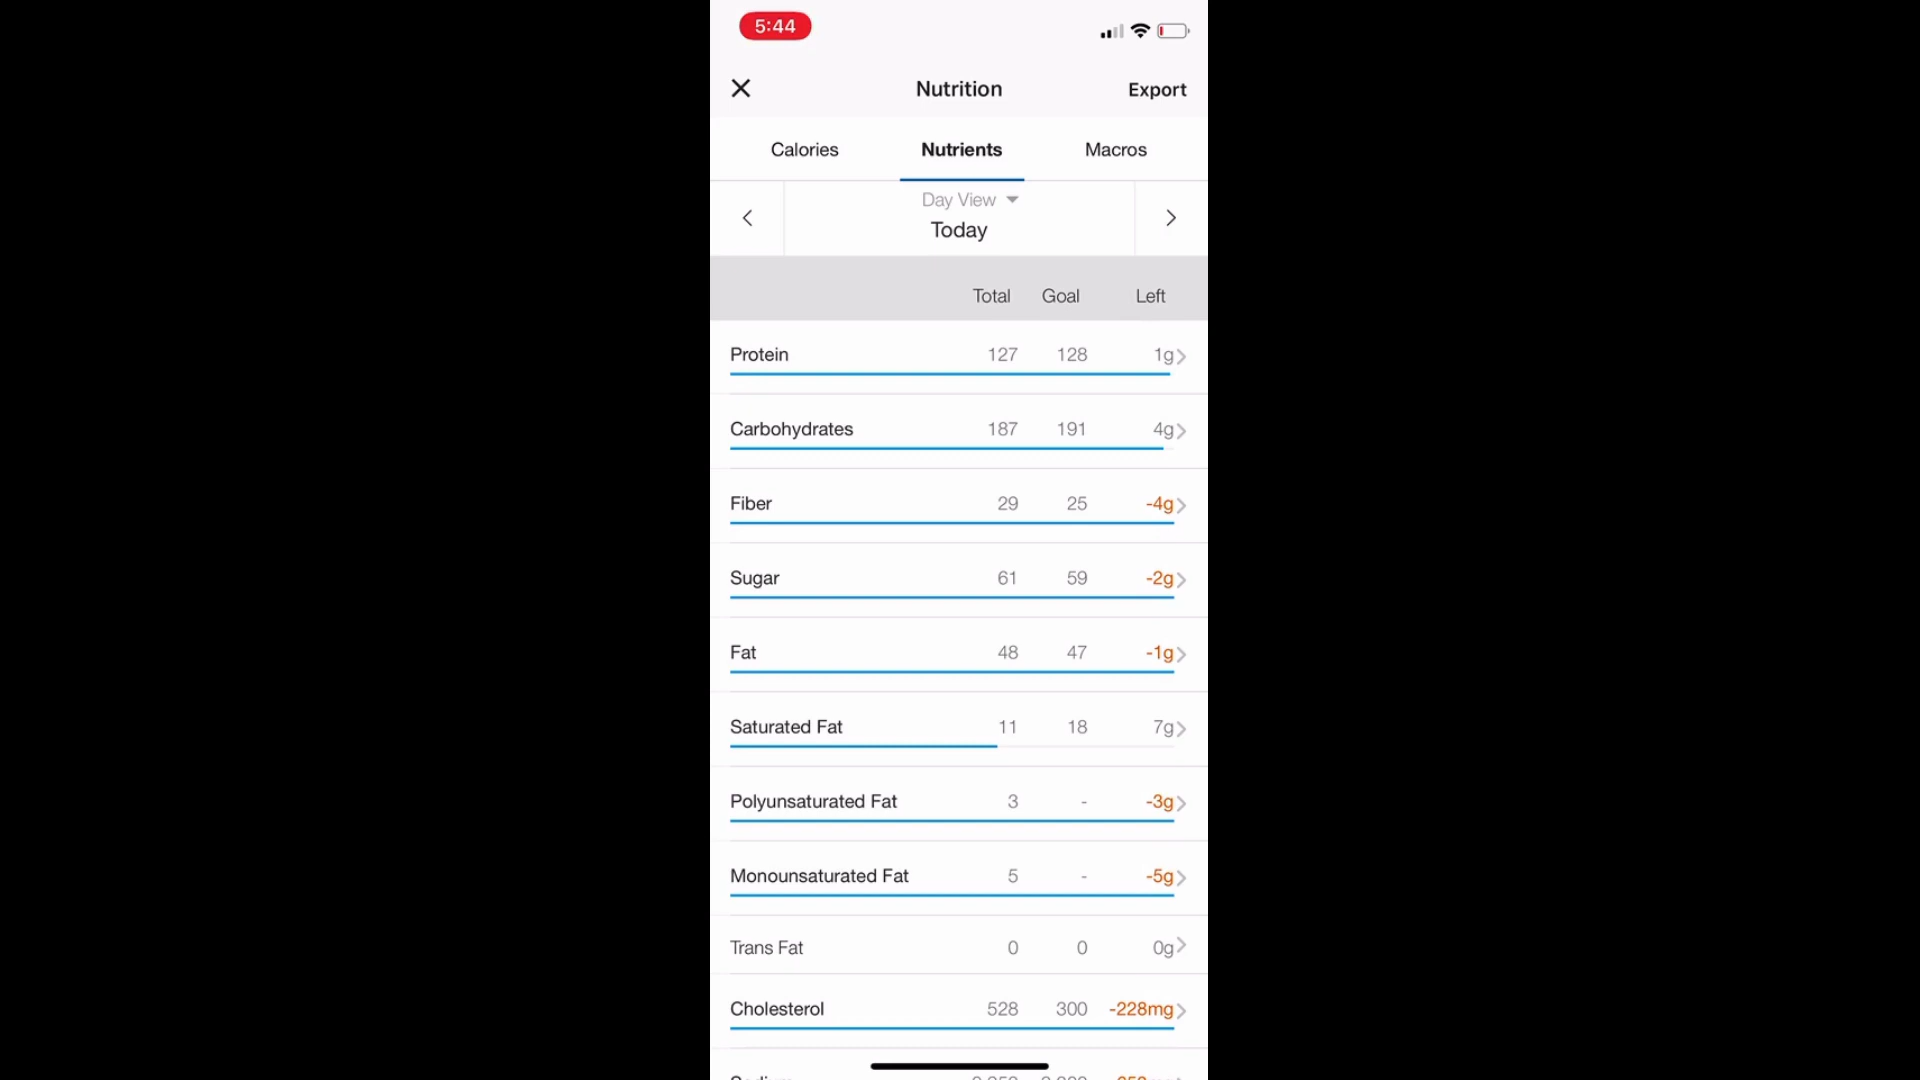 5:44
Nutrition Export
Calories Nutrients Macros
Day View
Today
Total Goal Left
Protein 127 128 1g
Carbohydrates 187 191 4g
Fiber 29 25 -4g
Sugar 61 59 -2g
Fat 48 47 -1g
Saturated Fat 11 18 7g
Polyunsaturated Fat 3 - -3g
Monounsaturated Fat 5 - -5g
Trans Fat 0 0 0g
Cholesterol 528 300 -228mg